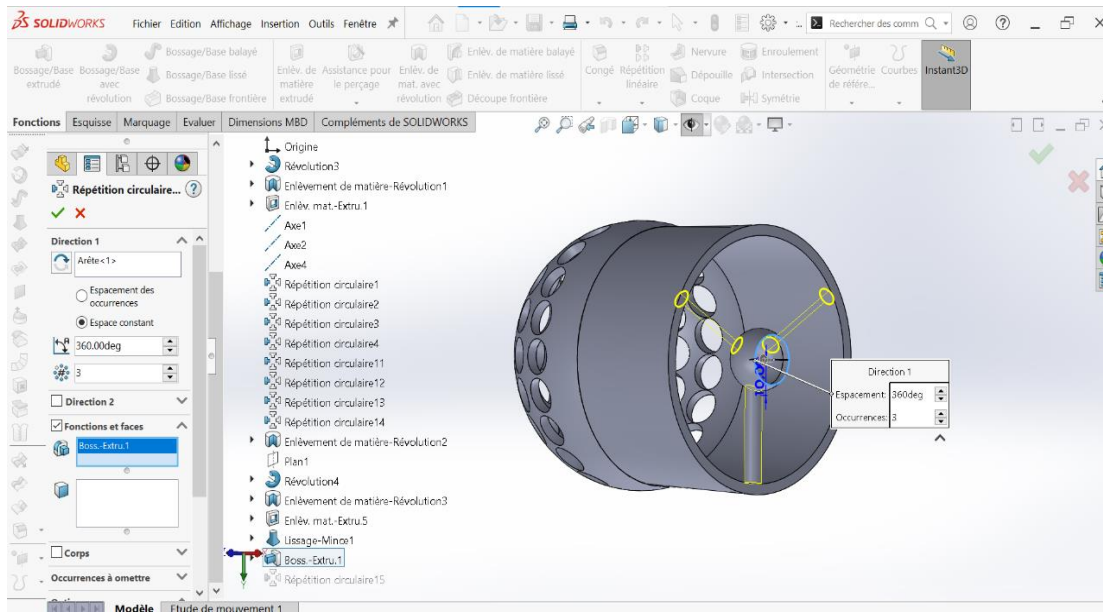 SOLIDWORKS Fichier Edition Affichage Insertion Outils Fenêtre Rechercher des comm
Bossage/Base extrudé
Bossage/Base avec révolution
Bossage/Base balayé
Bossage/Base lissé
Bossage/Base frontière
Enlèv. de matière extrudé
Assistance pour le perçage
Enlèv. de mat. avec révolution
Enlèv. de matière balayé
Enlèv. de matière lissé
Découpe frontière
Congé
Répétition linéaire
Nervure
Dépouille
Coque
Enroulement
Intersection
Symétrie
Géométrie de référe...
Courbes
Instant3D
Fonctions Esquisse Marquage Evaluer Dimensions MBD Compléments de SOLIDWORKS
Répétition circulaire...
Direction 1
Arête<1>
Espacement des occurrences
Espace constant
360.00deg
3
Direction 2
Fonctions et faces
Boss.-Extru.1
Corps
Occurrences à omettre
Origine
Révolution3
Enlèvement de matière-Révolution1
Enlèv. mat.-Extru.1
Axe1
Axe2
Axe4
Répétition circulaire1
Répétition circulaire2
Répétition circulaire3
Répétition circulaire4
Répétition circulaire11
Répétition circulaire12
Répétition circulaire13
Répétition circulaire14
Enlèvement de matière-Révolution2
Plan1
Révolution4
Enlèvement de matière-Révolution3
Enlèv. mat.-Extru.5
Lissage-Mince1
Boss.-Extru.1
Répétition circulaire15
Direction 1
Espacement: 360deg
Occurrences: 3
Y
Modèle Etude de mouvement 1